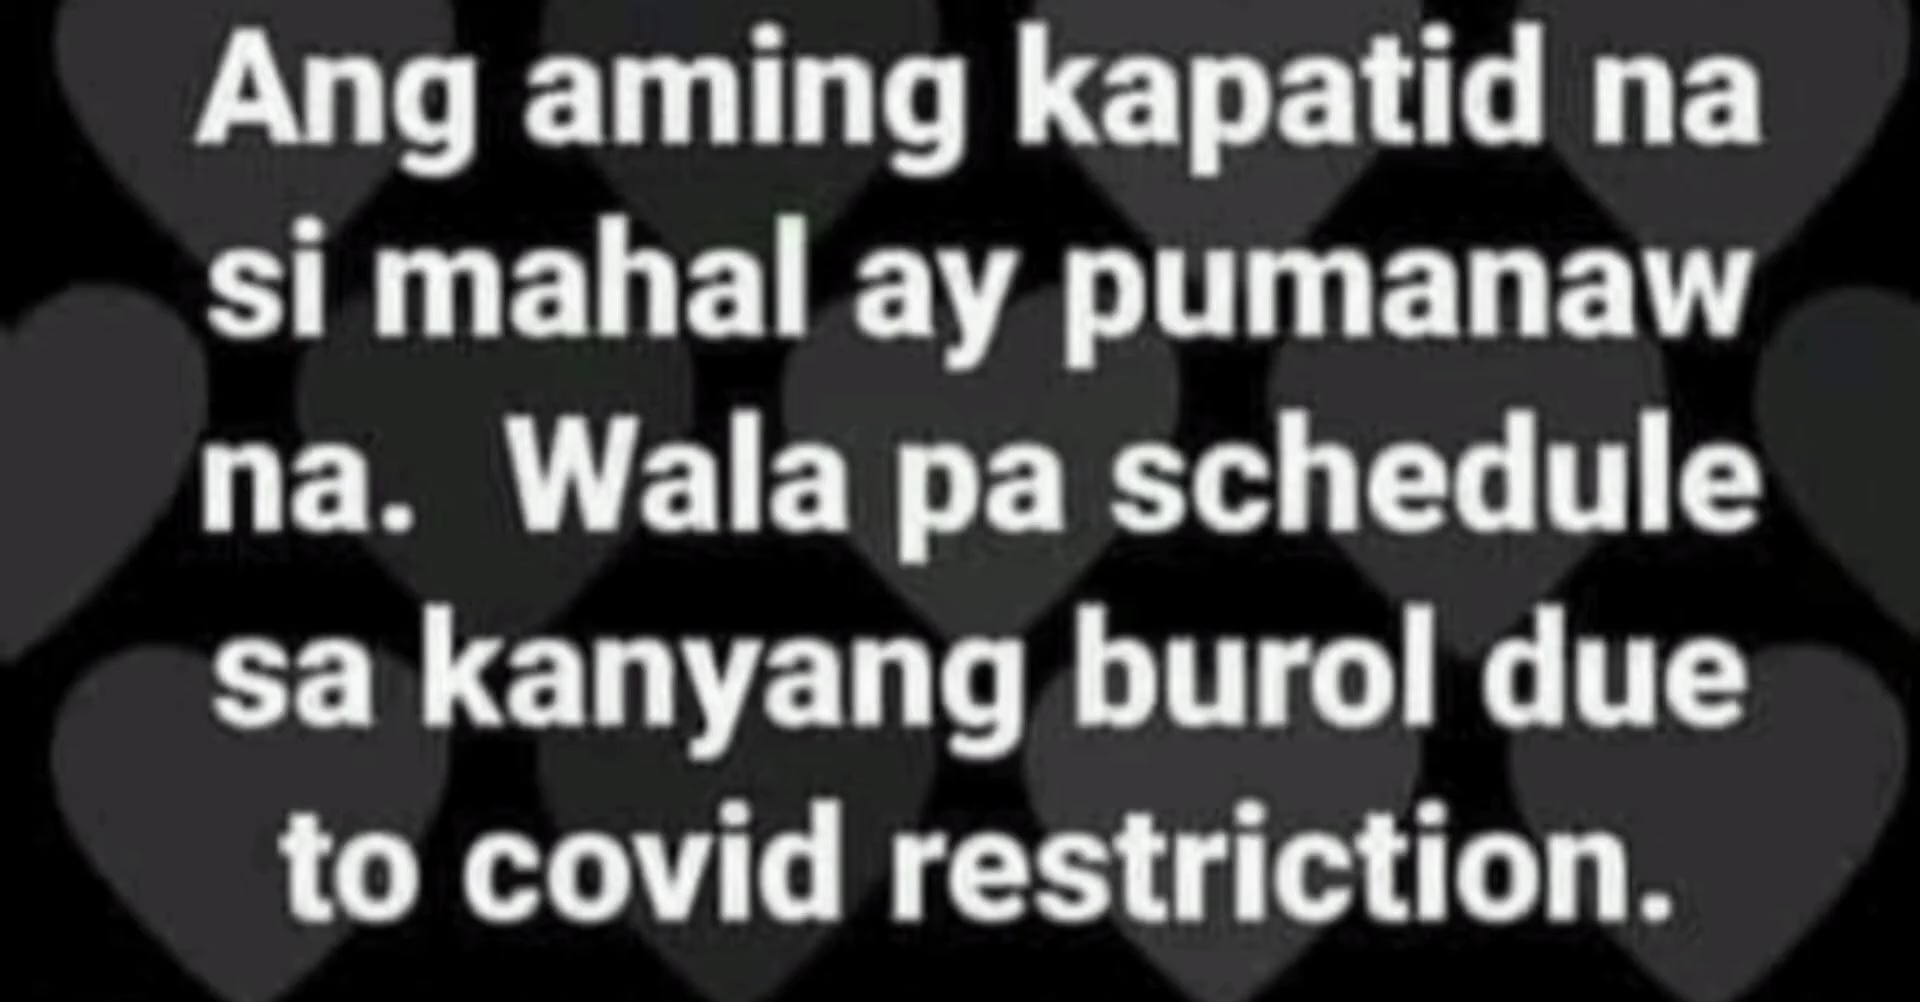 Ang aming kapatid na
si mahal ay pumanaw
na. Wala pa schedule
sa kanyang burol due
to covid restriction.